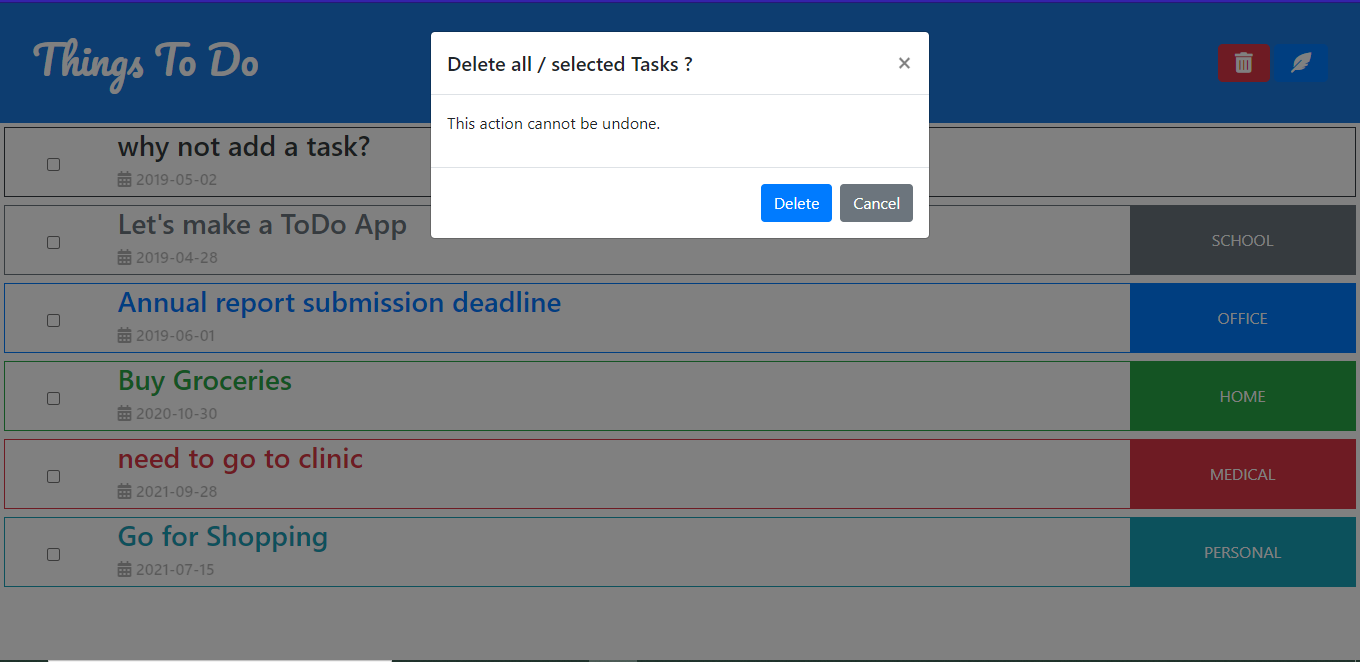 Things To Do
Delete all / selected Tasks ?
×
This action cannot be undone.
Delete
Cancel
why not add a task?
2019-05-02
Let's make a ToDo App
2019-04-28
SCHOOL
Annual report submission deadline
2019-06-01
OFFICE
Buy Groceries
2020-10-30
HOME
need to go to clinic
2021-09-28
MEDICAL
Go for Shopping
2021-07-15
PERSONAL